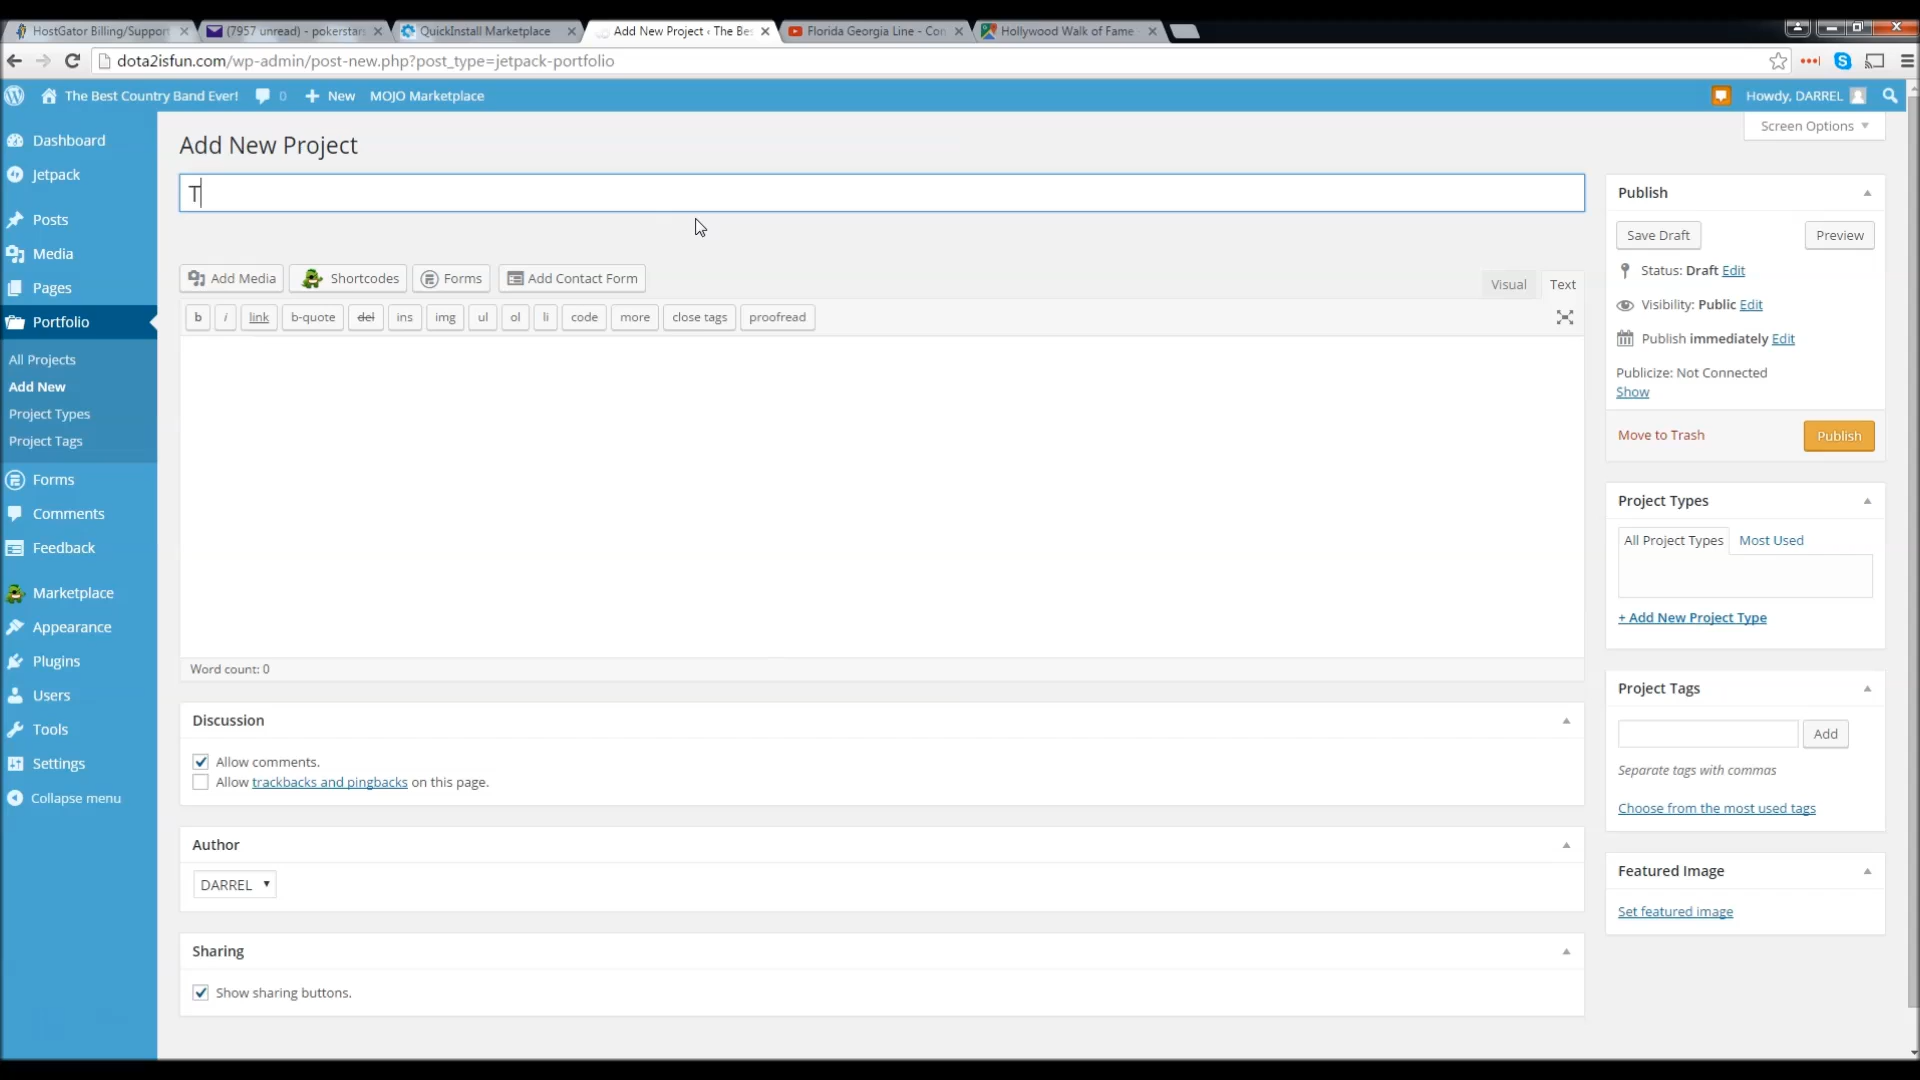 HostGator Billing/Support
(7957 unread) - pokerstar
QuickInstall Marketplace
Add New Project ‹ The Bes
Florida Georgia Line - Con
Hollywood Walk of Fame
dota2isfun.com/wp-admin/post-new.php?post_type=jetpack-portfolio
The Best Country Band Ever! 0 + New MOJO Marketplace
Howdy, DARREL
Screen Options
Dashboard
Jetpack
Posts
Media
Pages
Portfolio
All Projects
Add New
Project Types
Project Tags
Forms
Comments
Feedback
Marketplace
Appearance
Plugins
Users
Tools
Settings
Collapse menu
Add New Project
T
Add Media Shortcodes Forms Add Contact Form
Visual Text
b i link b-quote del ins img ul ol li code more close tags proofread
Word count: 0
Discussion
Allow comments.
Allow trackbacks and pingbacks on this page.
Author
DARREL
Sharing
Show sharing buttons.
Publish
Save Draft Preview
Status: Draft Edit
Visibility: Public Edit
Publish immediately Edit
Publicize: Not Connected
Show
Move to Trash Publish
Project Types
All Project Types Most Used
+ Add New Project Type
Project Tags
Add
Separate tags with commas
Choose from the most used tags
Featured Image
Set featured image